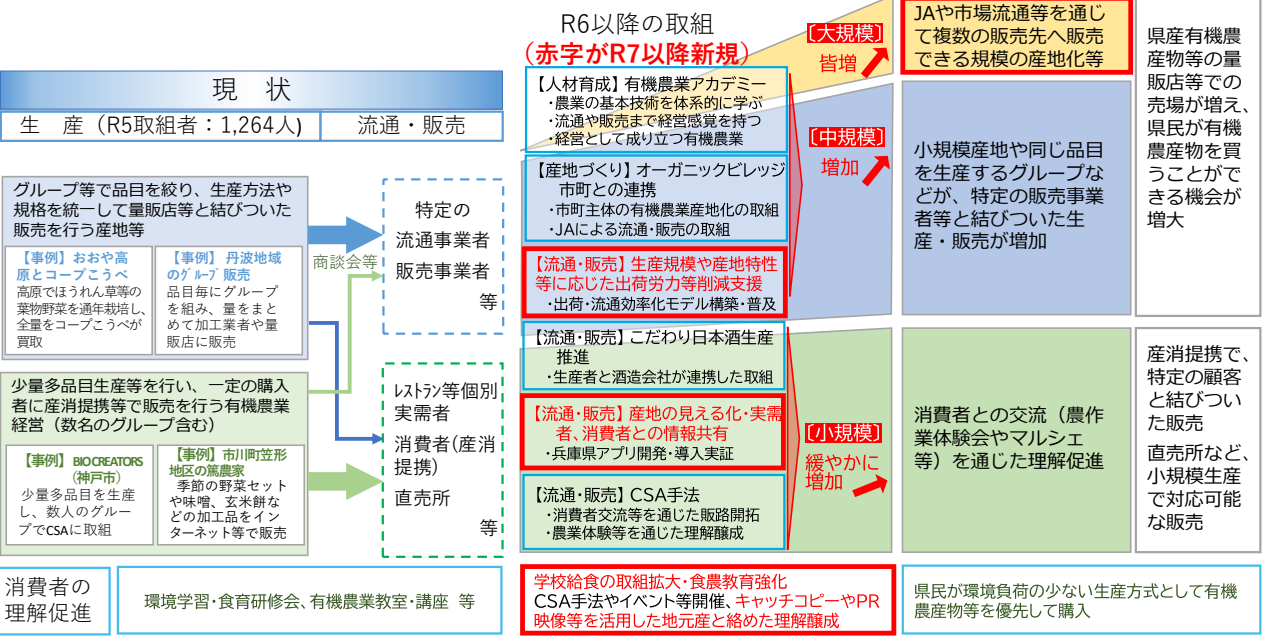 現　状
生　産（R5取組者：1,264人)
流通・販売
グループ等で品目を絞り、生産方法や
規格を統一して量販店等と結びついた
販売を行う産地等
【事例】おおや高
原とコープこうべ
高原でほうれん草等の
葉物野菜を通年栽培し、
全量をコープこうべが
買取
【事例】 丹波地域
のｸﾞﾙｰﾌﾟ販売
品目毎にグループ
を組み、量をまと
めて加工業者や量
販店に販売
少量多品目生産等を行い、一定の購入
者に産消提携等で販売を行う有機農業
経営（数名のグループ含む）
【事例】 BIO CREATORS
（神戸市）
少量多品目を生産
し、数人のグルー
プでCSAに取組
【事例】市川町笠形
地区の篤農家
季節の野菜セット
や味噌、玄米餅な
どの加工品をイン
ターネット等で販売
商談会等
特定の
流通事業者
販売事業者
等
ﾚｽﾄﾗﾝ等個別
実需者
消費者(産消
提携)
直売所
等
R6以降の取組
（赤字がR7以降新規）
【人材育成】有機農業アカデミー
・農業の基本技術を体系的に学ぶ
・流通や販売まで経営感覚を持つ
・経営として成り立つ有機農業
【産地づくり】オーガニックビレッジ
市町との連携
・市町主体の有機農業産地化の取組
・JAによる流通・販売の取組
【流通・販売】生産規模や産地特性
等に応じた出荷労力等削減支援
・出荷・流通効率化モデル構築・普及
【流通・販売】こだわり日本酒生産
推進
・生産者と酒造会社が連携した取組
【流通・販売】産地の見える化・実需
者、消費者との情報共有
・兵庫県アプリ開発・導入実証
【流通・販売】CSA手法
・消費者交流等を通じた販路開拓
・農業体験等を通じた理解醸成
［大規模］
皆増
［中規模］
増加
［小規模］
緩やかに
増加
JAや市場流通等を通じ
て複数の販売先へ販売
できる規模の産地化等
小規模産地や同じ品目
を生産するグループな
どが、特定の販売事業
者等と結びついた生
産・販売が増加
消費者との交流（農作
業体験会やマルシェ
等）を通じた理解促進
県産有機農
産物等の量
販店等での
売場が増え、
県民が有機
農産物を買
うことがで
きる機会が
増大
産消提携で、
特定の顧客
と結びつい
た販売
直売所など、
小規模生産
で対応可能
な販売
消費者の
理解促進
環境学習・食育研修会、有機農業教室・講座 等
学校給食の取組拡大・食農教育強化
CSA手法やイベント等開催、キャッチコピーやPR
映像等を活用した地元産と絡めた理解醸成
県民が環境負荷の少ない生産方式として有機
農産物等を優先して購入